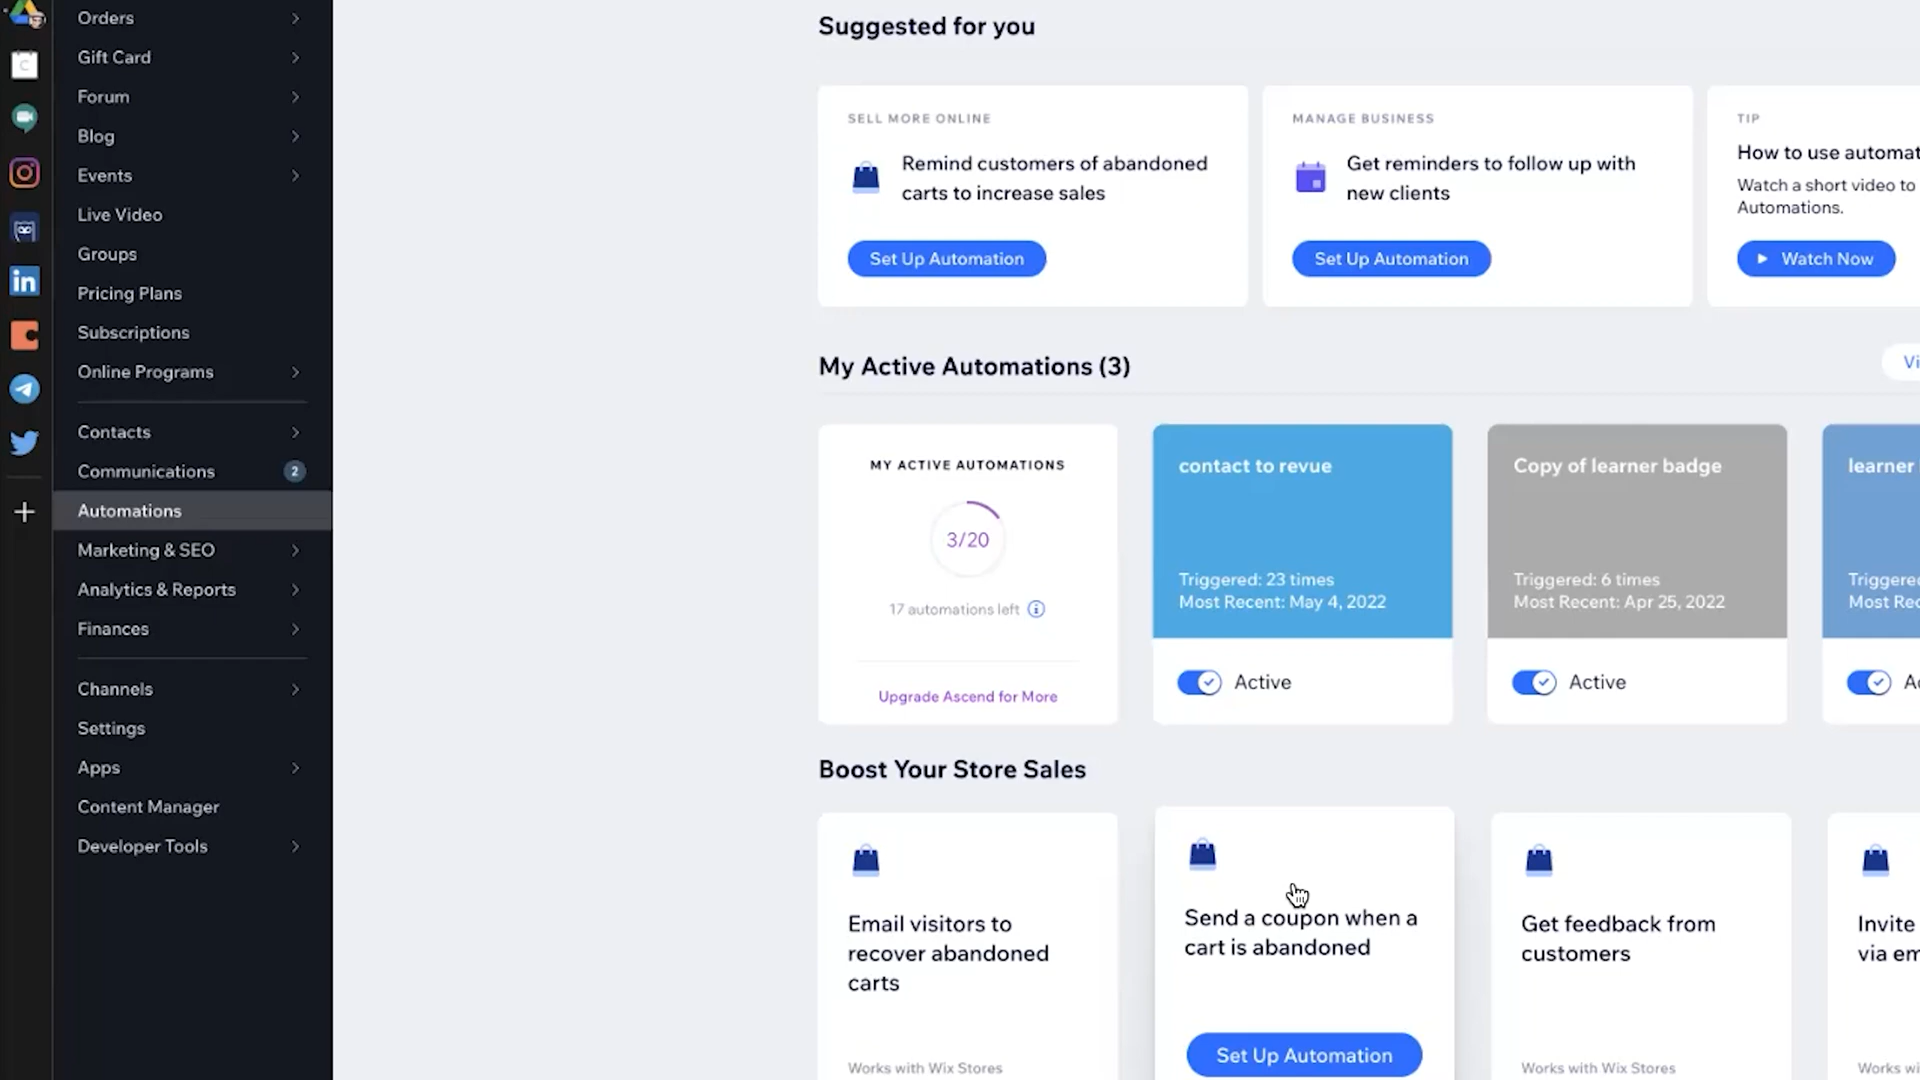 Orders
Gift Card
Forum
Blog
Events
Live Video
Groups
Pricing Plans
Subscriptions
Online Programs
Contacts
Communications 2
Automations
Marketing & SEO
Analytics & Reports
Finances
Channels
Settings
Apps
Content Manager
Developer Tools
Suggested for you
SELL MORE ONLINE
Remind customers of abandoned
carts to increase sales
Set Up Automation
MANAGE BUSINESS
Get reminders to follow up with
new clients
Set Up Automation
TIP
How to use automat
Watch a short video to
Automations.
Watch Now
My Active Automations (3)
Vi
MY ACTIVE AUTOMATIONS
3/20
17 automations left
Upgrade Ascend for More
contact to revue
Triggered: 23 times
Most Recent: May 4, 2022
Active
Copy of learner badge
Triggered: 6 times
Most Recent: Apr 25, 2022
Active
learner
Triggered
Most Rec
Ac
Boost Your Store Sales
Email visitors to
recover abandoned
carts
Works with Wix Stores
Send a coupon when a
cart is abandoned
Set Up Automation
Get feedback from
customers
Works with Wix Stores
Invite
via em
Works wi